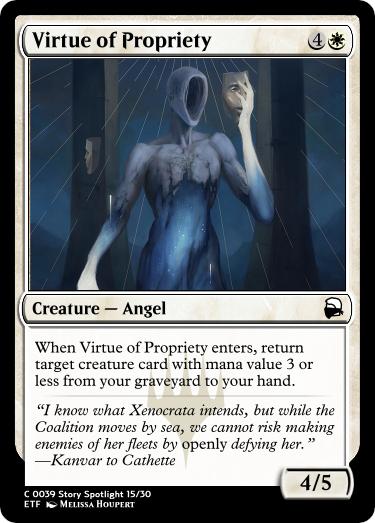 Virtue of Propriety
4
Creature — Angel
When Virtue of Propriety enters, return
target creature card with mana value 3 or
less from your graveyard to your hand.
“I know what Xenocrata intends, but while the
Coalition moves by sea, we cannot risk making
enemies of her fleets by openly defying her.”
—Kanvar to Cathette
4/5
C 0039 Story Spotlight 15/30
ETF Melissa Houpert